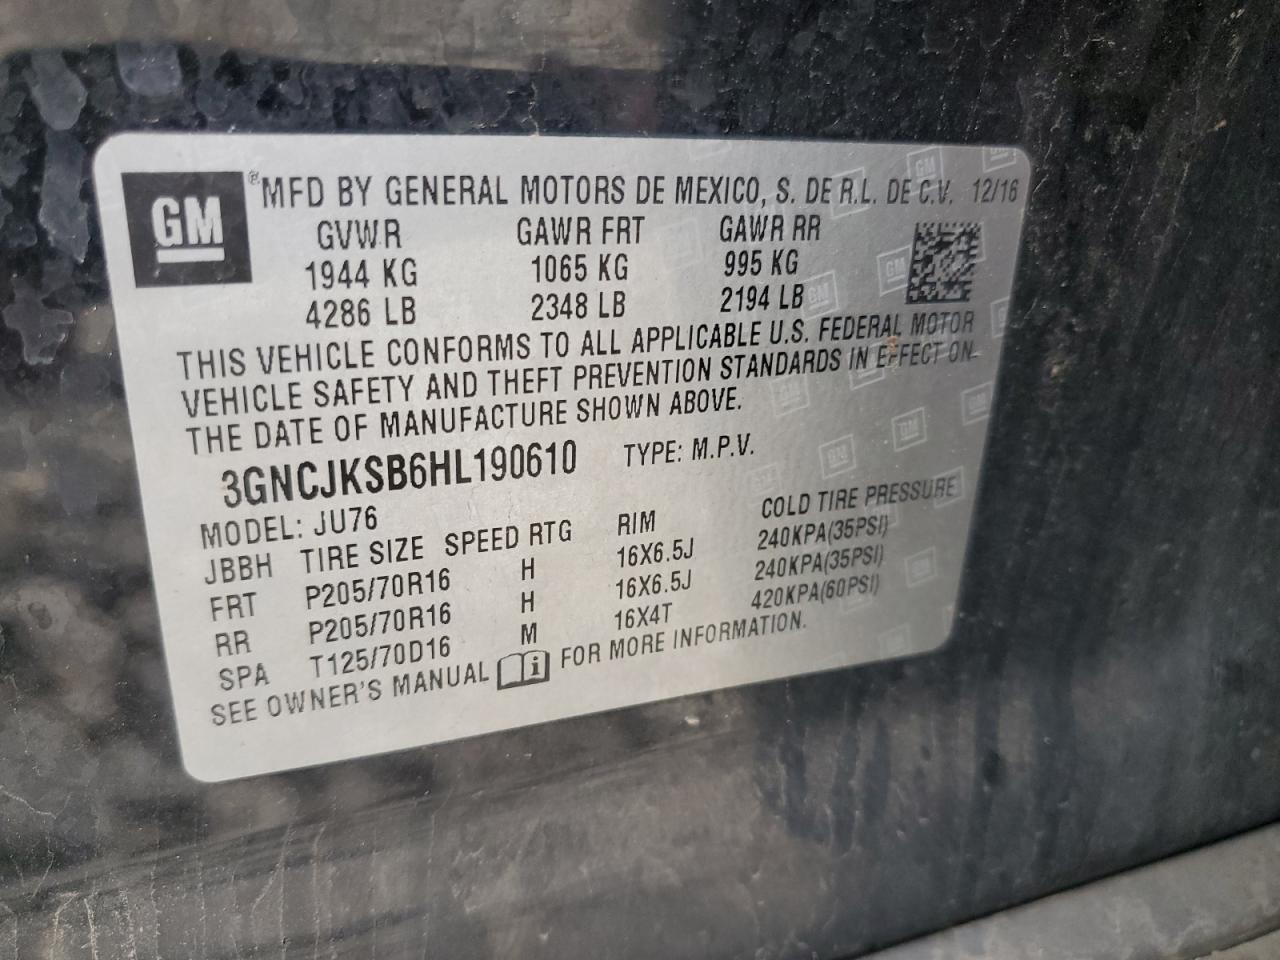 GM ® MFD BY GENERAL MOTORS DE MEXICO, S. DE R.L. DE C.V. 12/16
GVWR GAWR FRT GAWR RR
1944 KG 1065 KG 995 KG
4286 LB 2348 LB 2194 LB
THIS VEHICLE CONFORMS TO ALL APPLICABLE U.S. FEDERAL MOTOR
VEHICLE SAFETY AND THEFT PREVENTION STANDARDS IN EFFECT ON
THE DATE OF MANUFACTURE SHOWN ABOVE.
3GNCJKSB6HL190610 TYPE: M.P.V.
MODEL: JU76
JBBH TIRE SIZE SPEED RTG RIM COLD TIRE PRESSURE
FRT P205/70R16 H 16X6.5J 240KPA(35PSI)
RR P205/70R16 H 16X6.5J 240KPA(35PSI)
SPA T125/70D16 M 16X4T 420KPA(60PSI)
SEE OWNER'S MANUAL i FOR MORE INFORMATION.